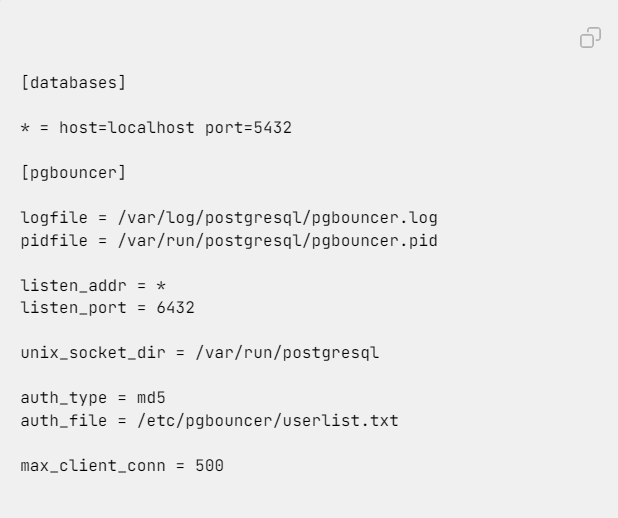 [databases]
* = host=localhost port=5432
[pgbouncer]
logfile = /var/log/postgresql/pgbouncer.log
pidfile = /var/run/postgresql/pgbouncer.pid
listen_addr = *
listen_port = 6432
unix_socket_dir = /var/run/postgresql
auth_type = md5
auth_file = /etc/pgbouncer/userlist.txt
max_client_conn = 500